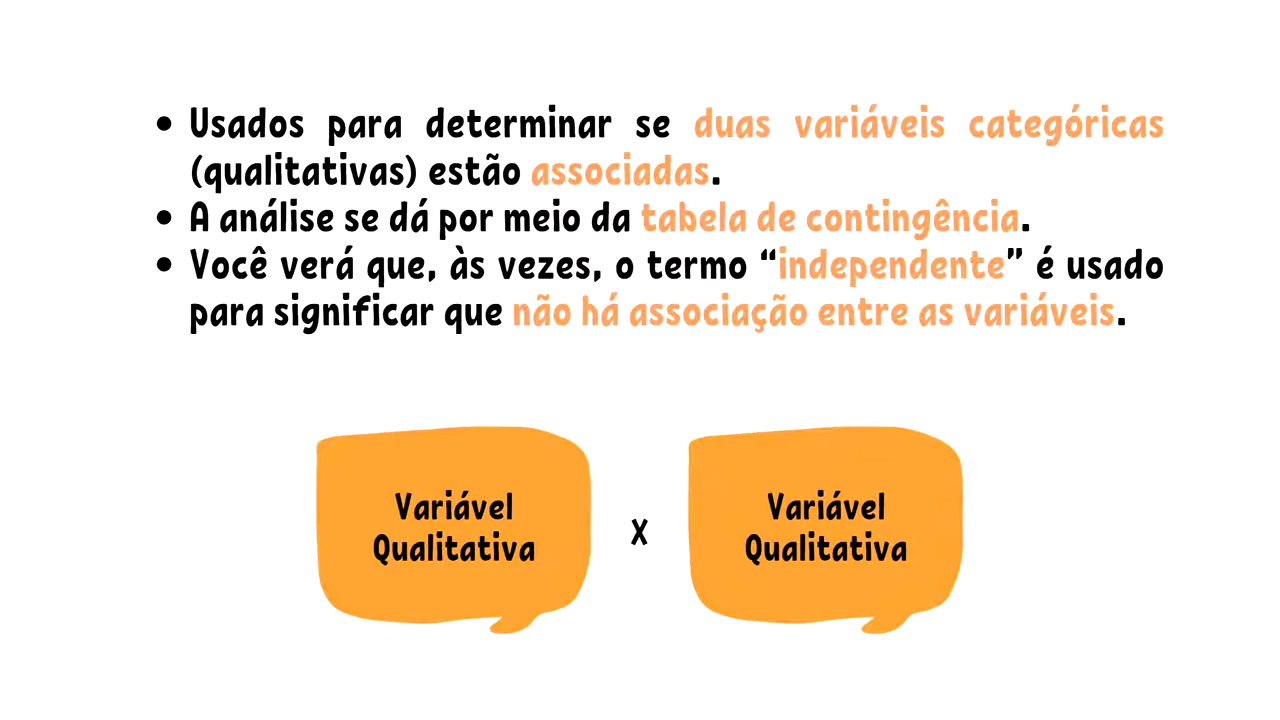 • Usados para determinar se duas variáveis categóricas
(qualitativas) estão associadas.
• A análise se dá por meio da tabela de contingência.
• Você verá que, às vezes, o termo “independente” é usado
para significar que não há associação entre as variáveis.
Variável
Qualitativa
X
Variável
Qualitativa